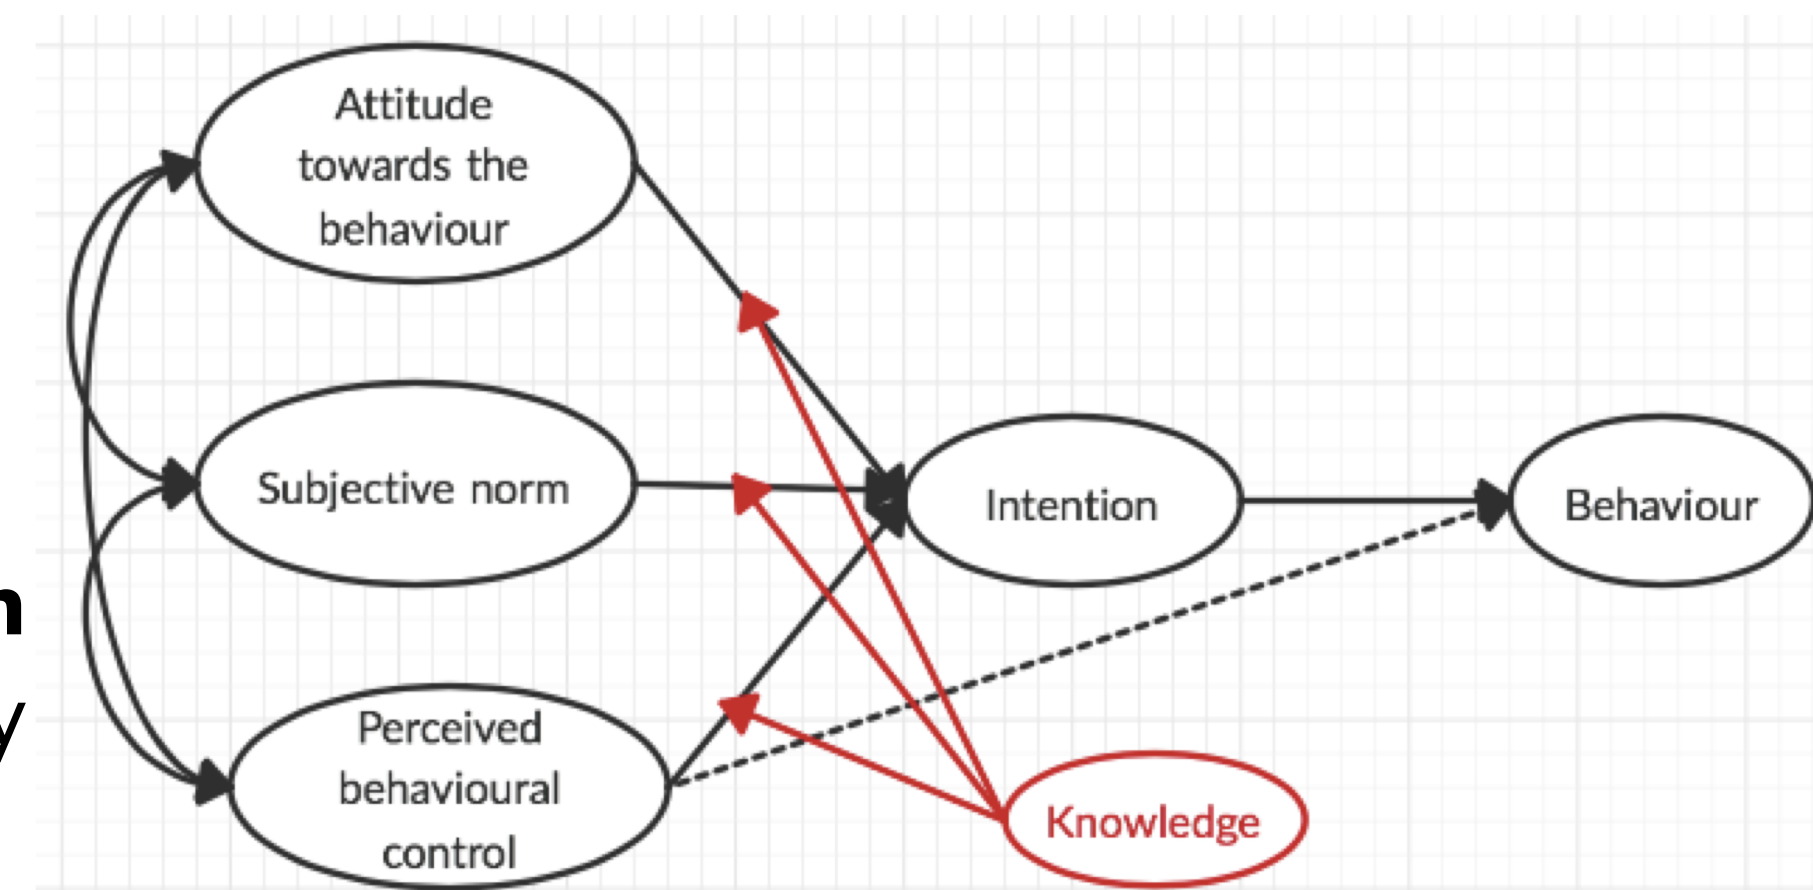 Attitude
towards the
behaviour
Subjective norm
Intention
Behaviour
n
y
Perceived
behavioural
control
Knowledge